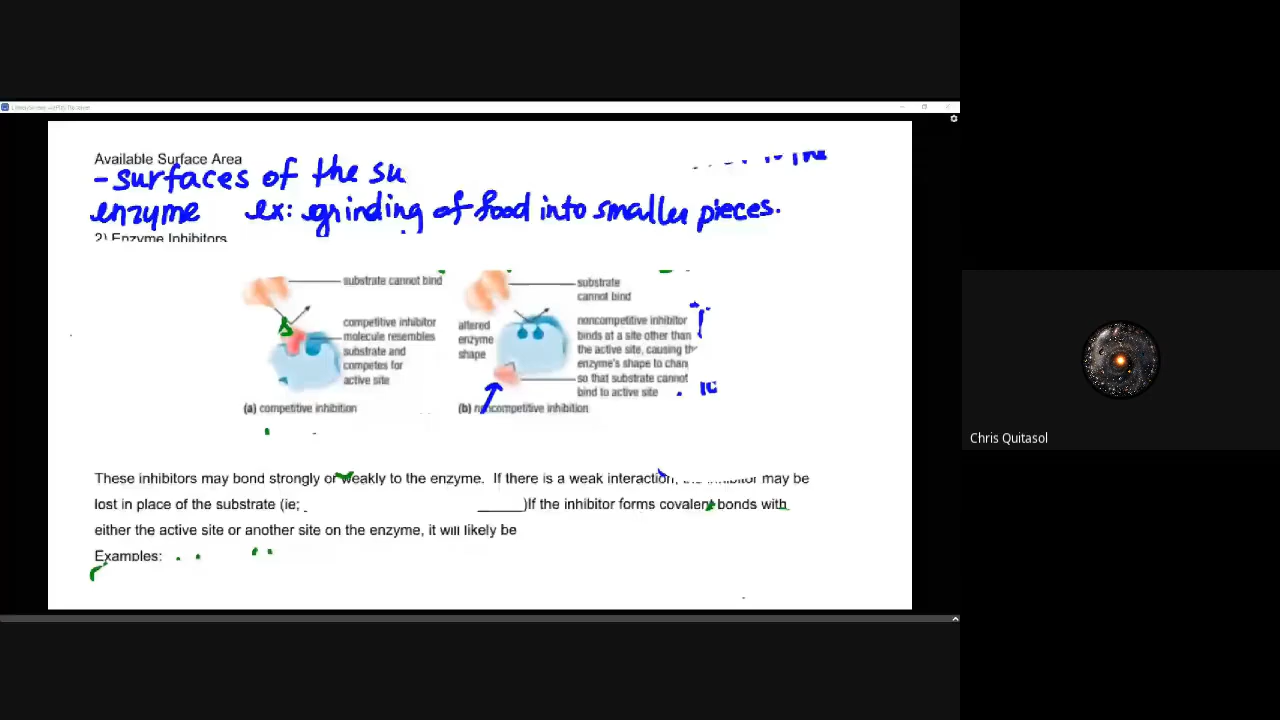 Available Surface Area
- surfaces of the su
enzyme ex: grinding of food into smaller pieces.
2) Enzyme Inhibitors
substrate cannot bind
competitive inhibitor
molecule resembles
substrate and
competes for
active site
(a) competitive inhibition
substrate
cannot bind
altered
enzyme
shape
noncompetitive inhibitor
binds at a site other than
the active site, causing th
enzyme's shape to chan
so that substrate cannot
bind to active site
(b) noncompetitive inhibition
These inhibitors may bond strongly or weakly to the enzyme. If there is a weak interaction, may be
lost in place of the substrate (ie; ______)If the inhibitor forms covalent bonds with
either the active site or another site on the enzyme, it will likely be
Examples:
Chris Quitasol